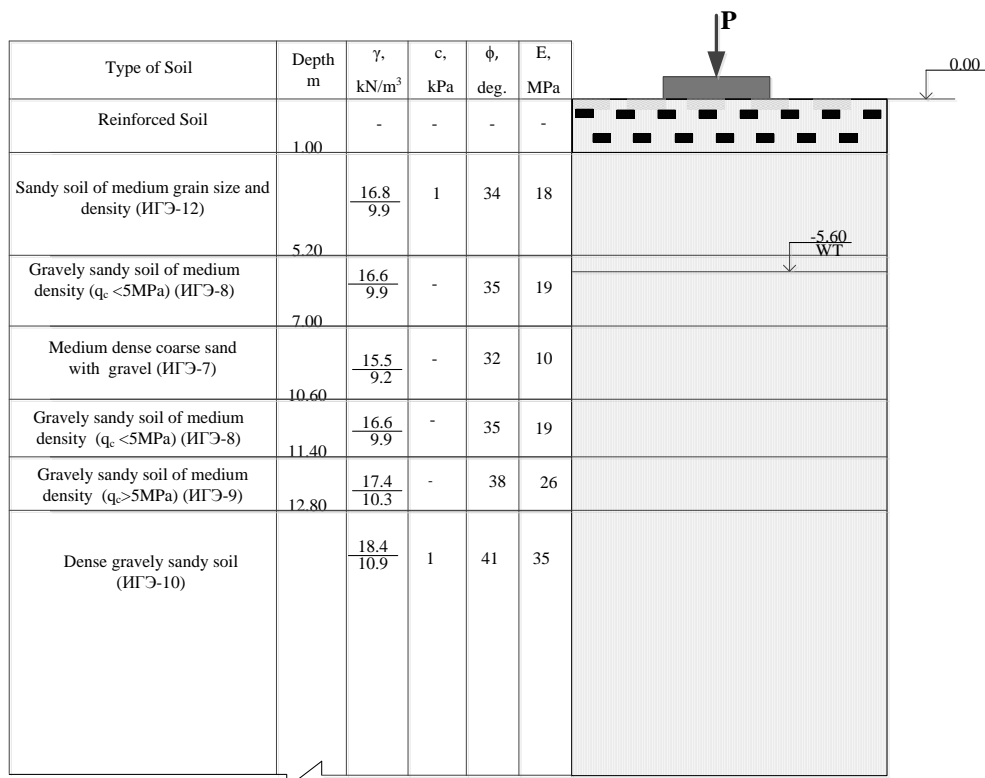 P
0.00
Type of Soil
Depth
m
γ,
kN/m³
c,
kPa
ϕ,
deg.
E,
MPa
Reinforced Soil
1.00
-
-
-
-
Sandy soil of medium grain size and
density (ИГЭ-12)
5.20
16.8
9.9
1
34
18
-5.60
WT
Gravely sandy soil of medium
density (qc <5MPa) (ИГЭ-8)
7.00
16.6
9.9
-
35
19
Medium dense coarse sand
with gravel (ИГЭ-7)
10.60
15.5
9.2
-
32
10
Gravely sandy soil of medium
density (qc <5MPa) (ИГЭ-8)
11.40
16.6
9.9
-
35
19
Gravely sandy soil of medium
density (qc>5MPa) (ИГЭ-9)
12.80
17.4
10.3
-
38
26
Dense gravely sandy soil
(ИГЭ-10)
18.4
10.9
1
41
35